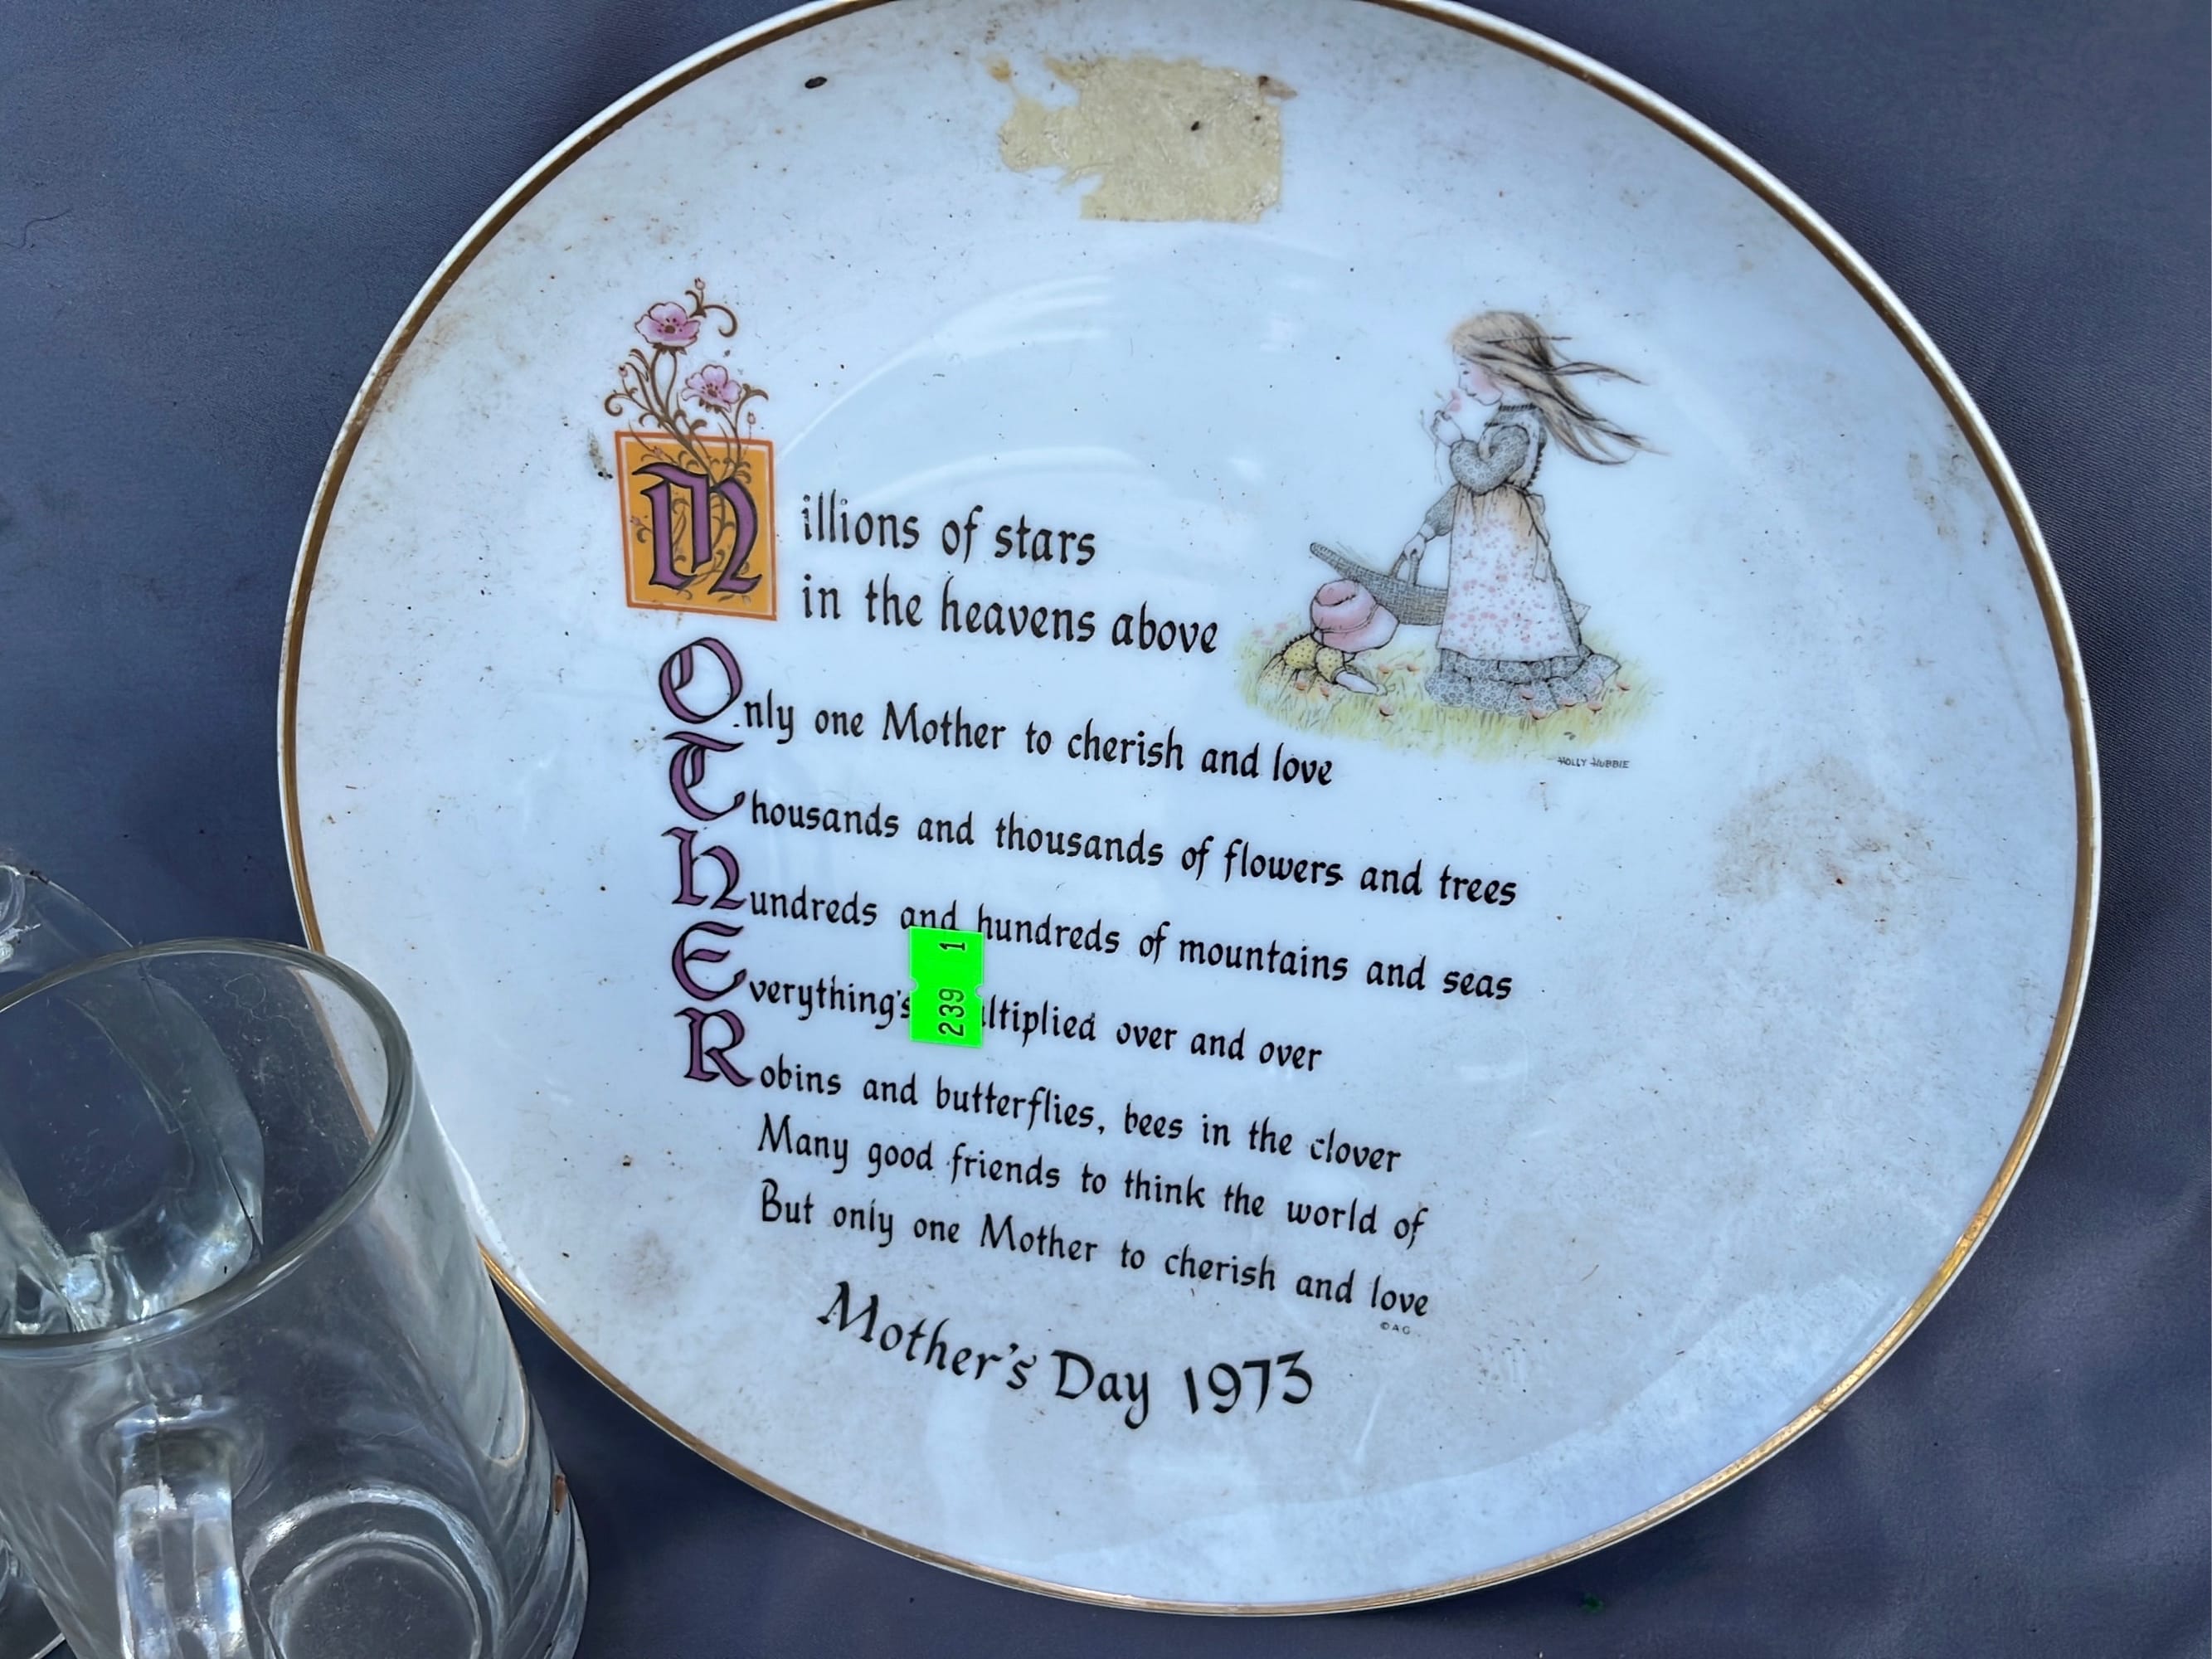 Millions of stars
in the heavens above
HOLLY HOBBIE
Only one Mother to cherish and love
Thousands and thousands of flowers and trees
Hundreds and hundreds of mountains and seas
Everything's ltiplied over and over
239 1
Robins and butterflies, bees in the clover
Many good friends to think the world of
But only one Mother to cherish and love
©AG
Mother's Day 1973